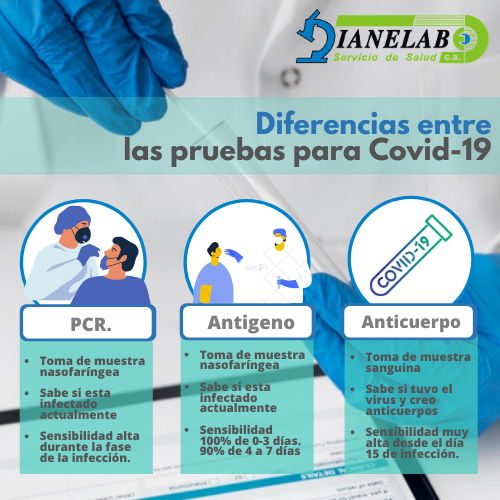 DIANELAB
Servicio de Salud c.a.
Diferencias entre
las pruebas para Covid-19
PCR.
• Toma de muestra
nasofaríngea
• Sabe si esta
infectado
actualmente
• Sensibilidad alta
durante la fase
de la infección.
Antigeno
• Toma de muestra
nasofaríngea
• Sabe si esta
infectado
actualmente
• Sensibilidad
100% de 0-3 días.
90% de 4 a 7 días
COVID-19
Anticuerpo
• Toma de muestra
sanguina
• Sabe si tuvo el
virus y creo
anticuerpos
• Sensibilidad muy
alta desde el día
15 de infección.